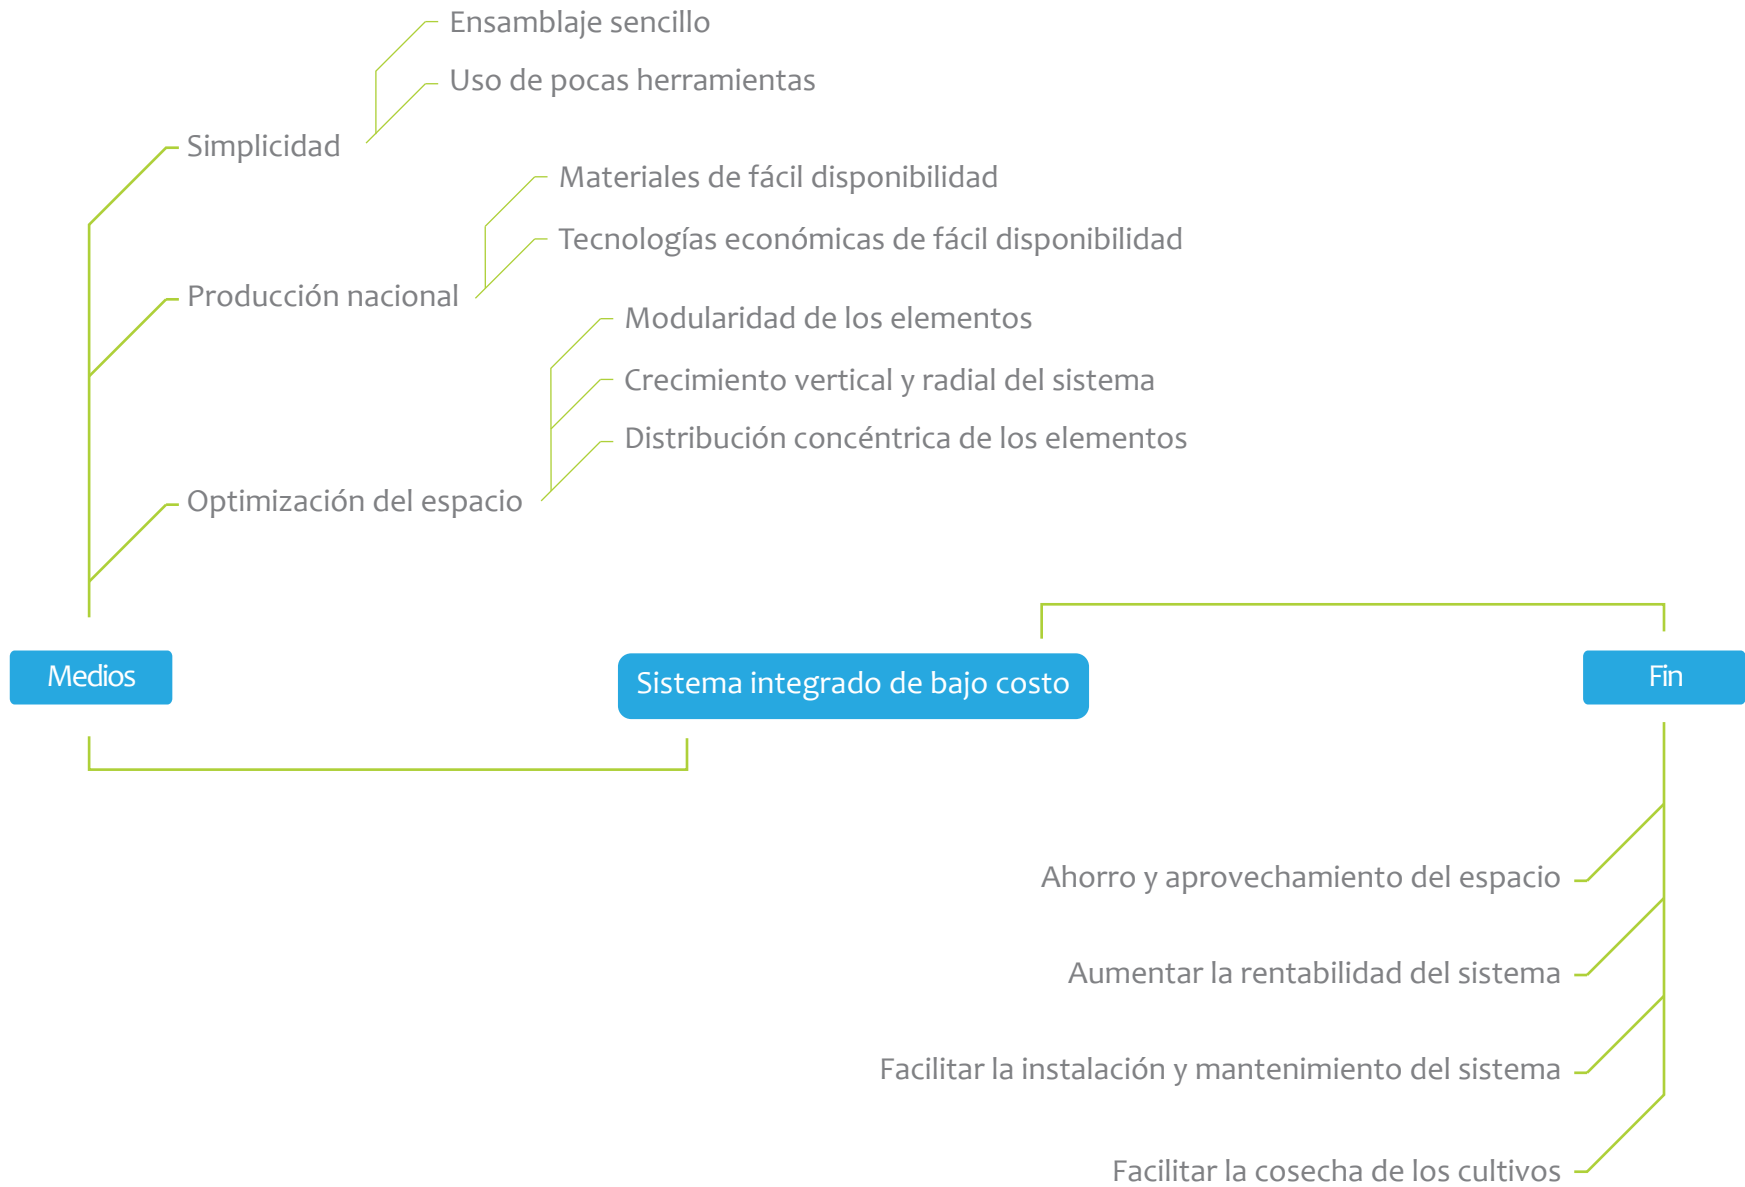 Ensamblaje sencillo
Uso de pocas herramientas
Simplicidad
Materiales de fácil disponibilidad
Tecnologías económicas de fácil disponibilidad
Producción nacional
Modularidad de los elementos
Crecimiento vertical y radial del sistema
Distribución concéntrica de los elementos
Optimización del espacio
Medios
Sistema integrado de bajo costo
Fin
Ahorro y aprovechamiento del espacio
Aumentar la rentabilidad del sistema
Facilitar la instalación y mantenimiento del sistema
Facilitar la cosecha de los cultivos